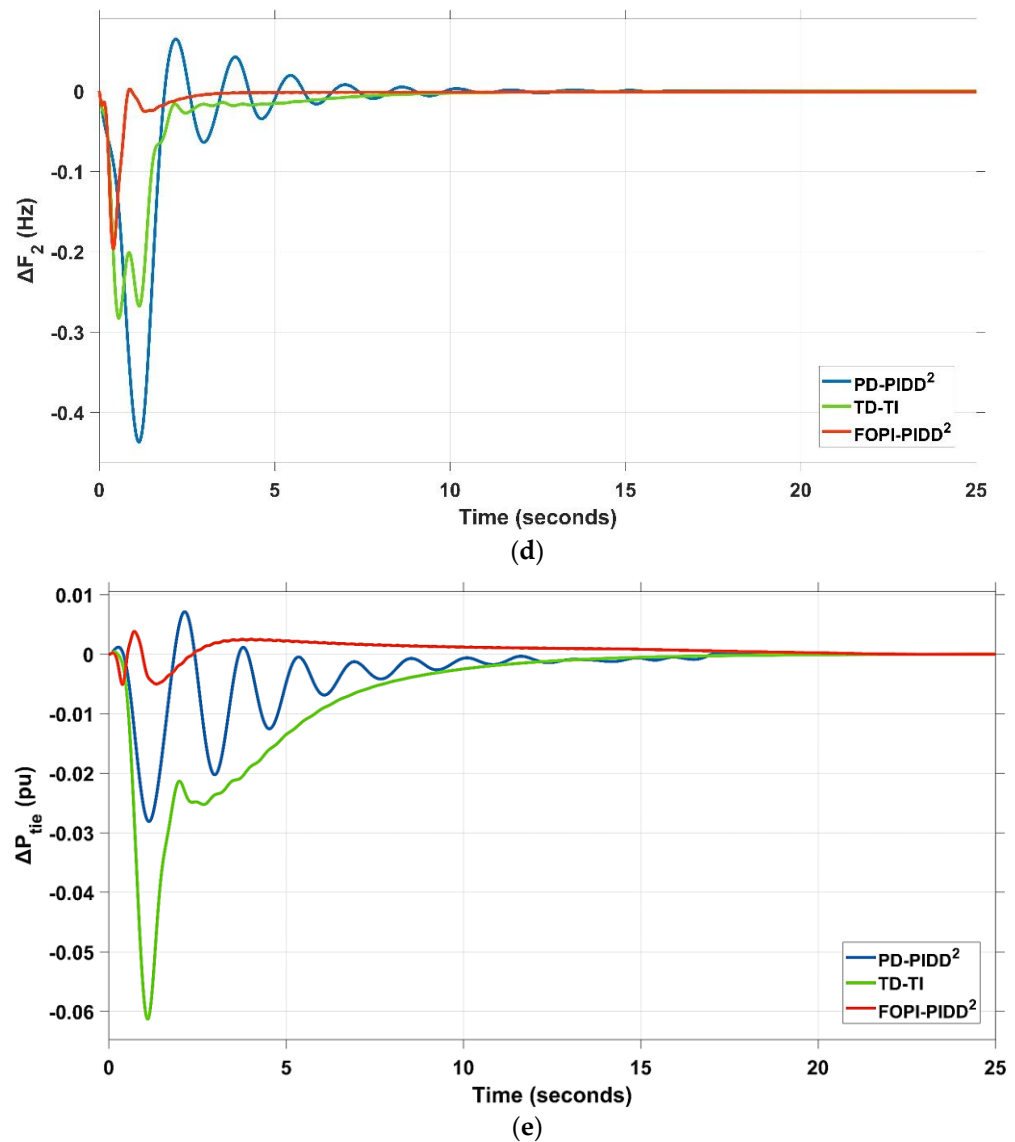 0
-0.1
-0.2
-0.3
-0.4
ΔF2 (Hz)
PD-PIDD2
TD-TI
FOPI-PIDD2
0 5 10 15 20 25
Time (seconds)
(d)
0.01
0
-0.01
-0.02
-0.03
-0.04
-0.05
-0.06
ΔPtie (pu)
PD-PIDD2
TD-TI
FOPI-PIDD2
0 5 10 15 20 25
Time (seconds)
(e)